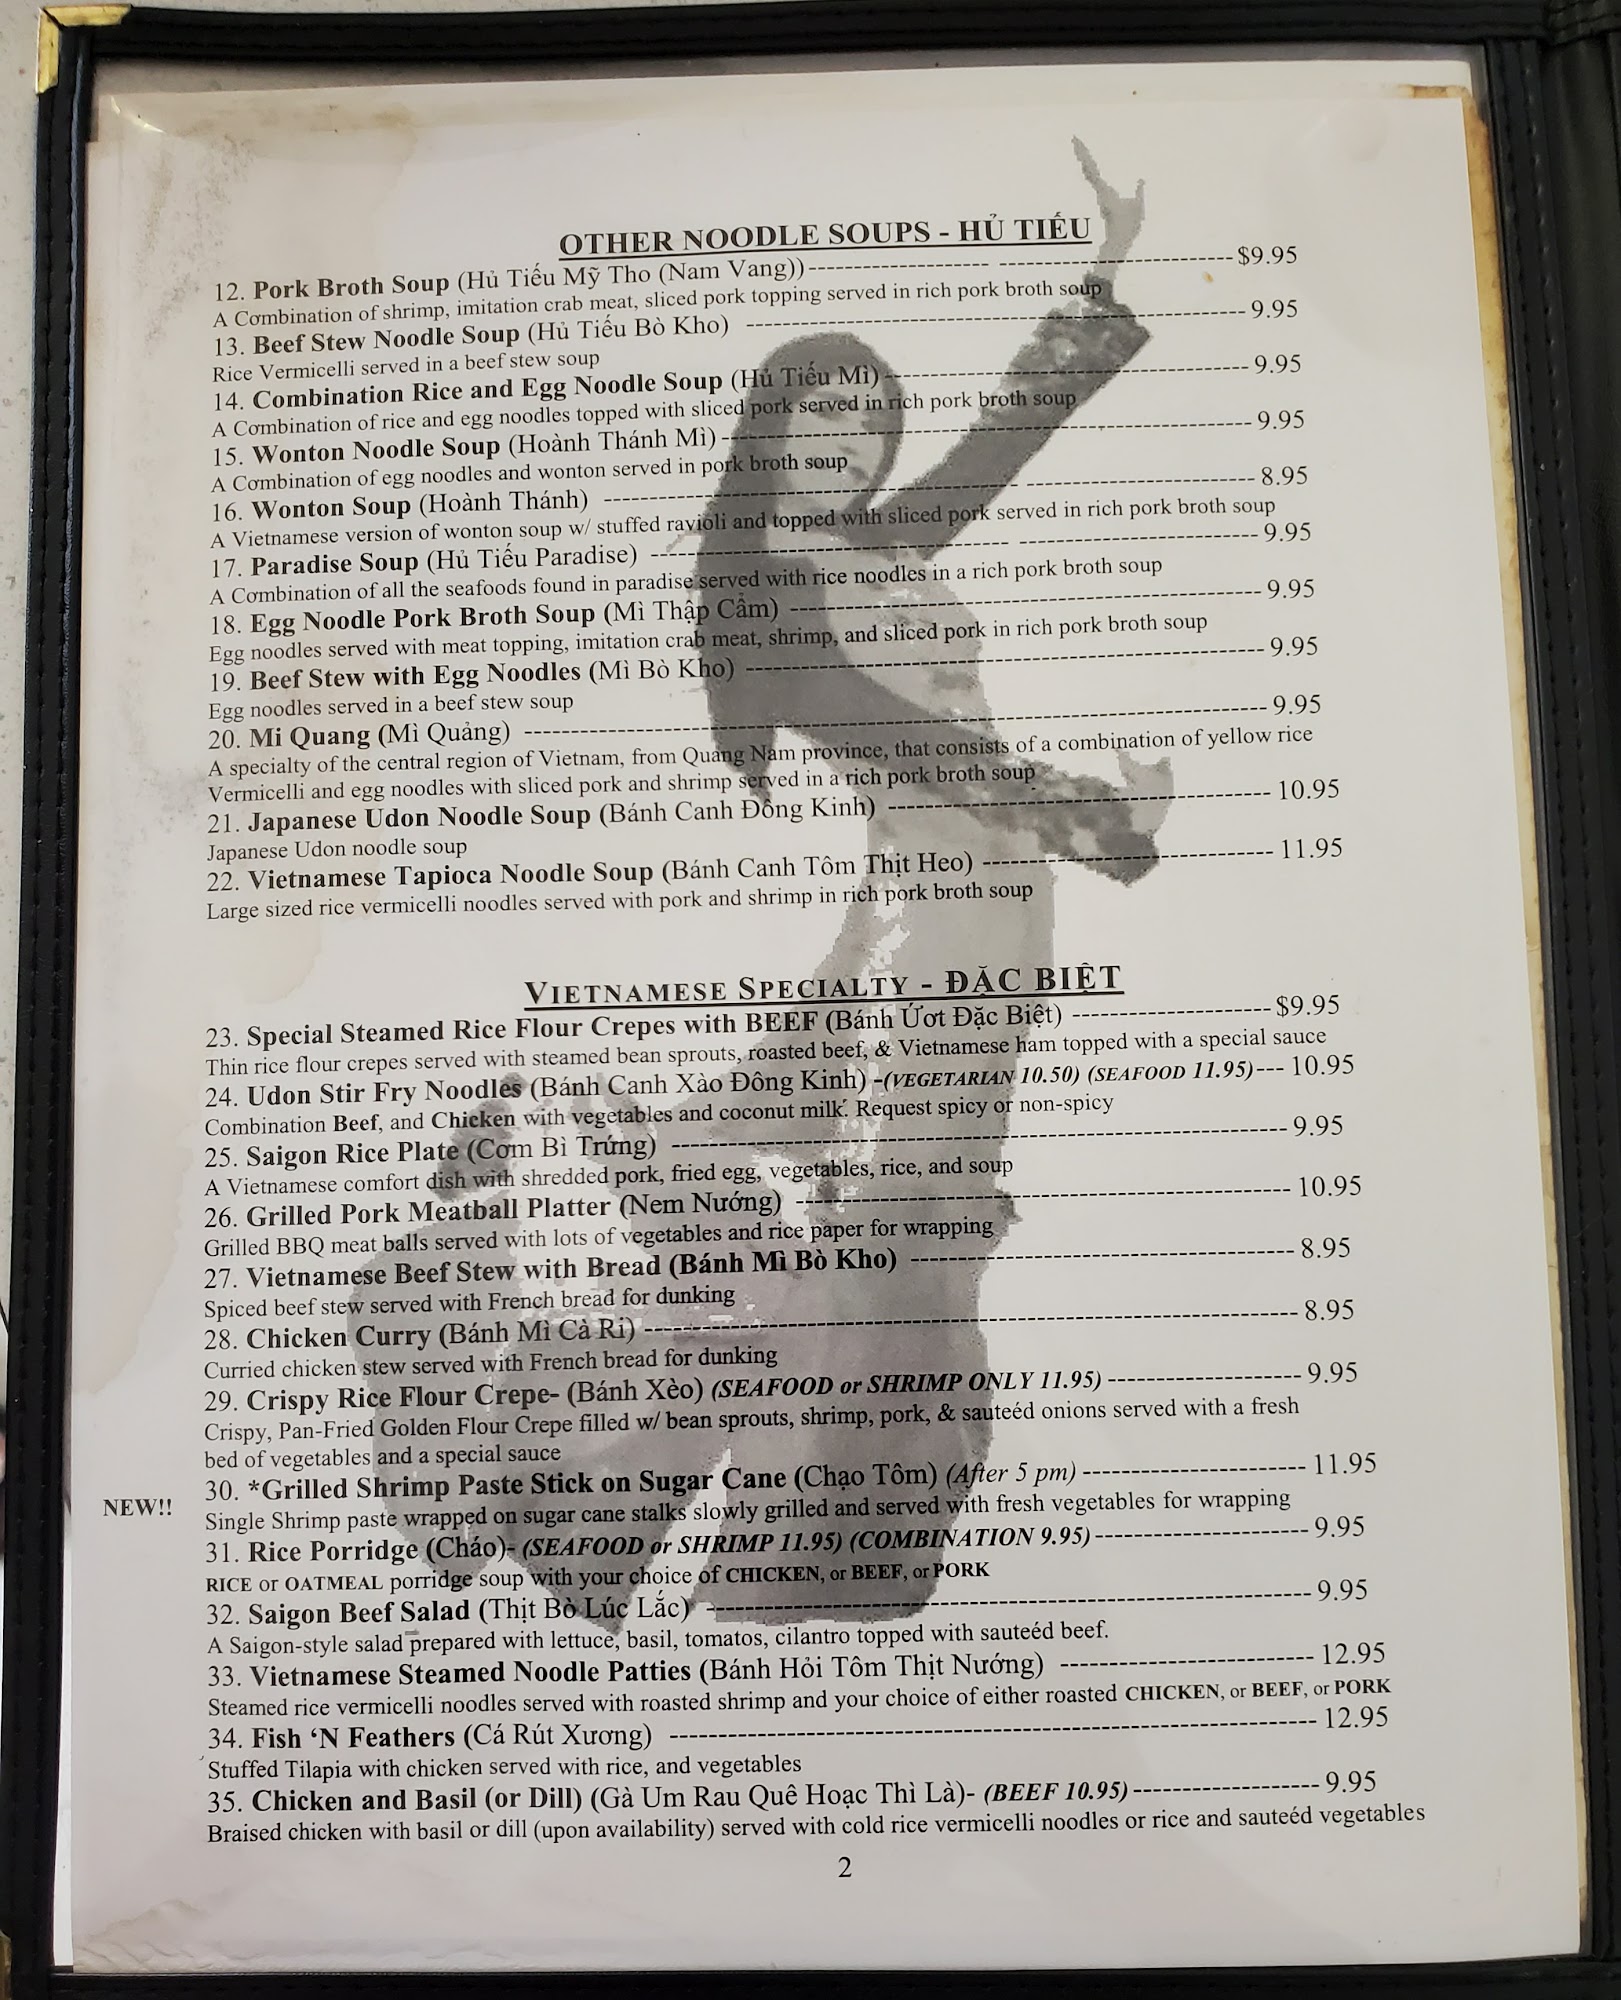 OTHER NOODLE SOUPS - HỦ TIẾU
12. Pork Broth Soup (Hủ Tiếu Mỹ Tho (Nam Vang))------------------- ------------------------- $9.95
A Combination of shrimp, imitation crab meat, sliced pork topping served in rich pork broth soup
13. Beef Stew Noodle Soup (Hủ Tiếu Bò Kho) ------------------------- 9.95
Rice Vermicelli served in a beef stew soup
14. Combination Rice and Egg Noodle Soup (Hủ Tiếu Mì)------------------------- 9.95
A Combination of rice and egg noodles topped with sliced pork served in rich pork broth soup
15. Wonton Noodle Soup (Hoành Thánh Mì)------------------------- 9.95
A Combination of egg noodles and wonton served in pork broth soup
16. Wonton Soup (Hoành Thánh) ------------------------- ------------------------- 8.95
A Vietnamese version of wonton soup w/ stuffed ravioli and topped with sliced pork served in rich pork broth soup
17. Paradise Soup (Hủ Tiếu Paradise) ------------------------- ------------------------- 9.95
A Combination of all the seafoods found in paradise served with rice noodles in a rich pork broth soup
18. Egg Noodle Pork Broth Soup (Mì Thập Cẩm) ------------------------- 9.95
Egg noodles served with meat topping, imitation crab meat, shrimp, and sliced pork in rich pork broth soup
19. Beef Stew with Egg Noodles (Mì Bò Kho) ------------------------- 9.95
Egg noodles served in a beef stew soup
20. Mi Quang (Mì Quảng) ------------------------- 9.95
A specialty of the central region of Vietnam, from Quảng Nam province, that consists of a combination of yellow rice
Vermicelli and egg noodles with sliced pork and shrimp served in a rich pork broth soup
21. Japanese Udon Noodle Soup (Bánh Canh Đông Kinh) ------------------------- 10.95
Japanese Udon noodle soup
22. Vietnamese Tapioca Noodle Soup (Bánh Canh Tôm Thịt Heo) ------------------------- 11.95
Large sized rice vermicelli noodles served with pork and shrimp in rich pork broth soup
VIETNAMESE SPECIALTY - ĐẶC BIỆT
23. Special Steamed Rice Flour Crepes with BEEF (Bánh Ứơt Đặc Biệt) --------------------- $9.95
Thin rice flour crepes served with steamed bean sprouts, roasted beef, & Vietnamese ham topped with a special sauce
24. Udon Stir Fry Noodles (Bánh Canh Xào Đông Kinh) -(VEGETARIAN 10.50) (SEAFOOD 11.95)--- 10.95
Combination Beef, and Chicken with vegetables and coconut milk. Request spicy or non-spicy
25. Saigon Rice Plate (Cơm Bì Trứng) ------------------------- 9.95
A Vietnamese comfort dish with shredded pork, fried egg, vegetables, rice, and soup
26. Grilled Pork Meatball Platter (Nem Nướng) ------------------------- 10.95
Grilled BBQ meat balls served with lots of vegetables and rice paper for wrapping
27. Vietnamese Beef Stew with Bread (Bánh Mì Bò Kho) ------------------------- 8.95
Spiced beef stew served with French bread for dunking
28. Chicken Curry (Bánh Mì Cà Ri) ------------------------- 8.95
Curried chicken stew served with French bread for dunking
29. Crispy Rice Flour Crepe- (Bánh Xèo) (SEAFOOD or SHRIMP ONLY 11.95) -------------------- 9.95
Crispy, Pan-Fried Golden Flour Crepe filled w/ bean sprouts, shrimp, pork, & sauteéd onions served with a fresh
bed of vegetables and a special sauce
30. *Grilled Shrimp Paste Stick on Sugar Cane (Chạo Tôm) (After 5 pm) ----------------------- 11.95
NEW!!
Single Shrimp paste wrapped on sugar cane stalks slowly grilled and served with fresh vegetables for wrapping
31. Rice Porridge (Cháo)- (SEAFOOD or SHRIMP 11.95) (COMBINATION 9.95)---------------------- 9.95
RICE or OATMEAL porridge soup with your choice of CHICKEN, or BEEF, or PORK
32. Saigon Beef Salad (Thịt Bò Lúc Lắc) ------------------------- 9.95
A Saigon-style salad prepared with lettuce, basil, tomatos, cilantro topped with sauteéd beef.
33. Vietnamese Steamed Noodle Patties (Bánh Hỏi Tôm Thịt Nướng) -------------------------- 12.95
Steamed rice vermicelli noodles served with roasted shrimp and your choice of either roasted CHICKEN, or BEEF, or PORK
34. Fish ‘N Feathers (Cá Rút Xương) ------------------------- 12.95
Stuffed Tilapia with chicken served with rice, and vegetables
35. Chicken and Basil (or Dill) (Gà Um Rau Quê Hoạc Thì Là)- (BEEF 10.95)------------------- 9.95
Braised chicken with basil or dill (upon availability) served with cold rice vermicelli noodles or rice and sauteéd vegetables
2